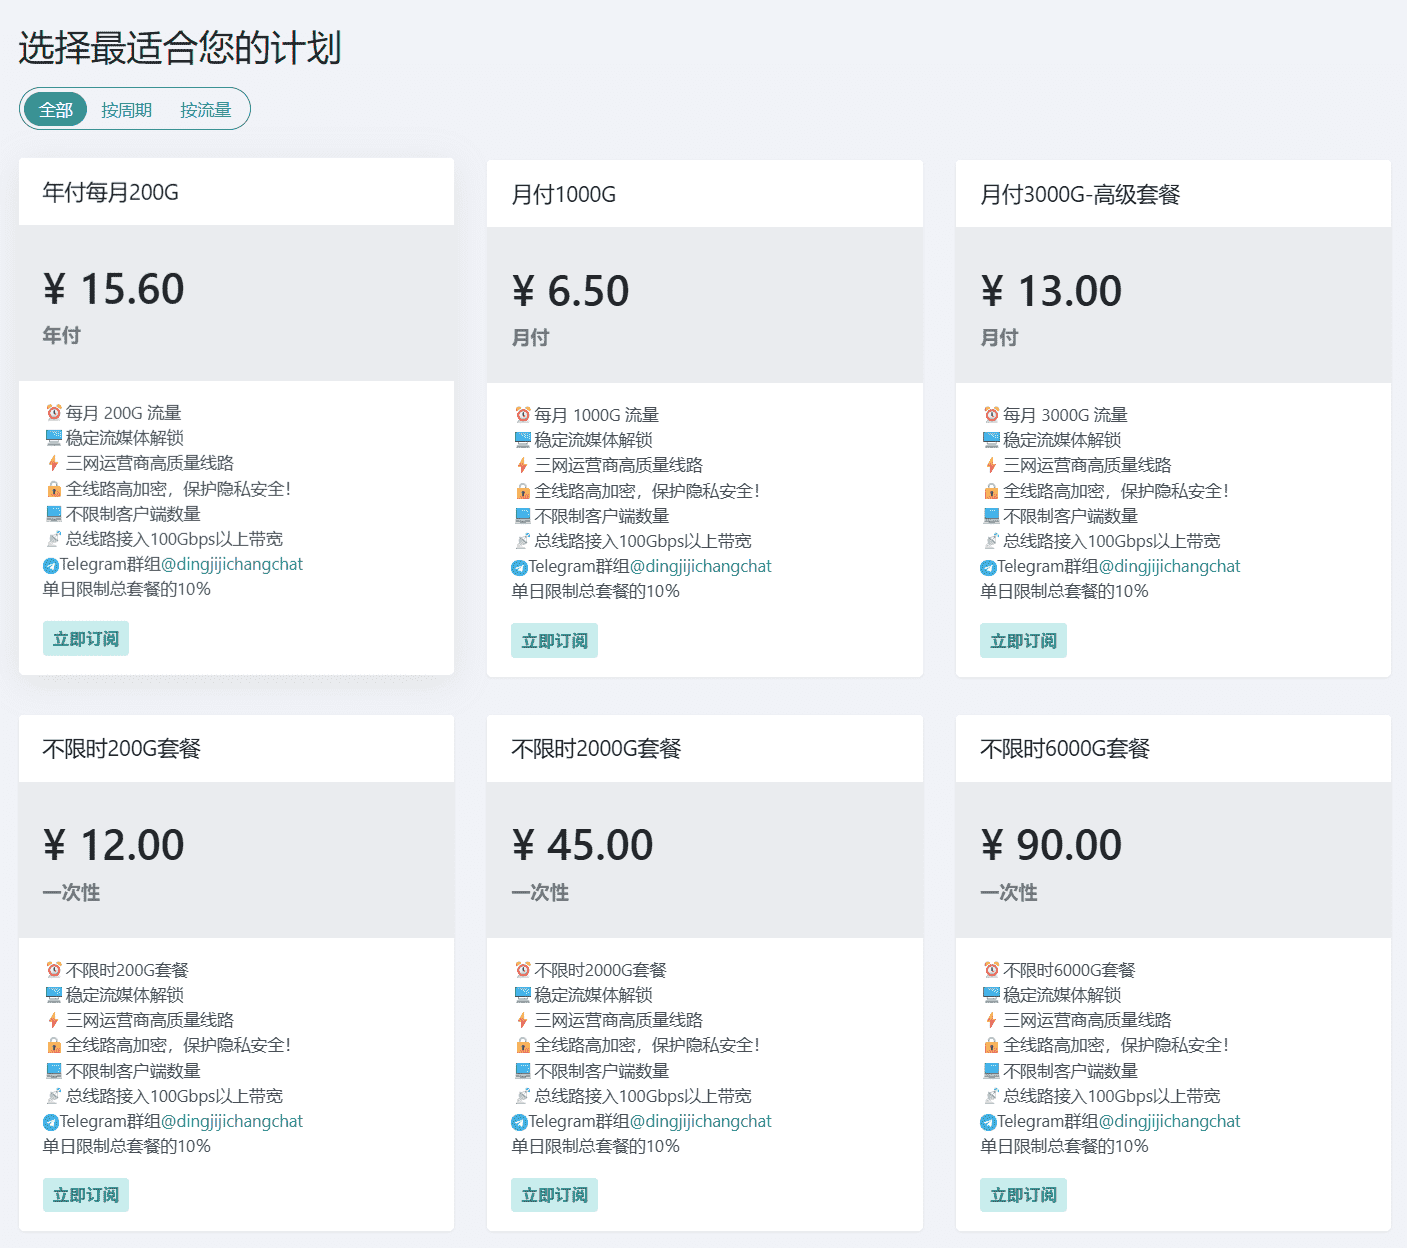 选择最适合您的计划
全部 按周期 按流量
年付每月200G
¥ 15.60
年付
⏰每月 200G 流量
🖥️稳定流媒体解锁
⚡三网运营商高质量线路
🔒全线路高加密，保护隐私安全！
💻不限制客户端数量
📡总线路接入100Gbps以上带宽
Telegram群组@dingjijichangchat
单日限制总套餐的10%
立即订阅
月付1000G
¥ 6.50
月付
⏰每月 1000G 流量
🖥️稳定流媒体解锁
⚡三网运营商高质量线路
🔒全线路高加密，保护隐私安全！
💻不限制客户端数量
📡总线路接入100Gbps以上带宽
Telegram群组@dingjijichangchat
单日限制总套餐的10%
立即订阅
月付3000G-高级套餐
¥ 13.00
月付
⏰每月 3000G 流量
🖥️稳定流媒体解锁
⚡三网运营商高质量线路
🔒全线路高加密，保护隐私安全！
💻不限制客户端数量
📡总线路接入100Gbps以上带宽
Telegram群组@dingjijichangchat
单日限制总套餐的10%
立即订阅
不限时200G套餐
¥ 12.00
一次性
⏰不限时200G套餐
🖥️稳定流媒体解锁
⚡三网运营商高质量线路
🔒全线路高加密，保护隐私安全！
💻不限制客户端数量
📡总线路接入100Gbps以上带宽
Telegram群组@dingjijichangchat
单日限制总套餐的10%
立即订阅
不限时2000G套餐
¥ 45.00
一次性
⏰不限时2000G套餐
🖥️稳定流媒体解锁
⚡三网运营商高质量线路
🔒全线路高加密，保护隐私安全！
💻不限制客户端数量
📡总线路接入100Gbps以上带宽
Telegram群组@dingjijichangchat
单日限制总套餐的10%
立即订阅
不限时6000G套餐
¥ 90.00
一次性
⏰不限时6000G套餐
🖥️稳定流媒体解锁
⚡三网运营商高质量线路
🔒全线路高加密，保护隐私安全！
💻不限制客户端数量
📡总线路接入100Gbps以上带宽
Telegram群组@dingjijichangchat
单日限制总套餐的10%
立即订阅